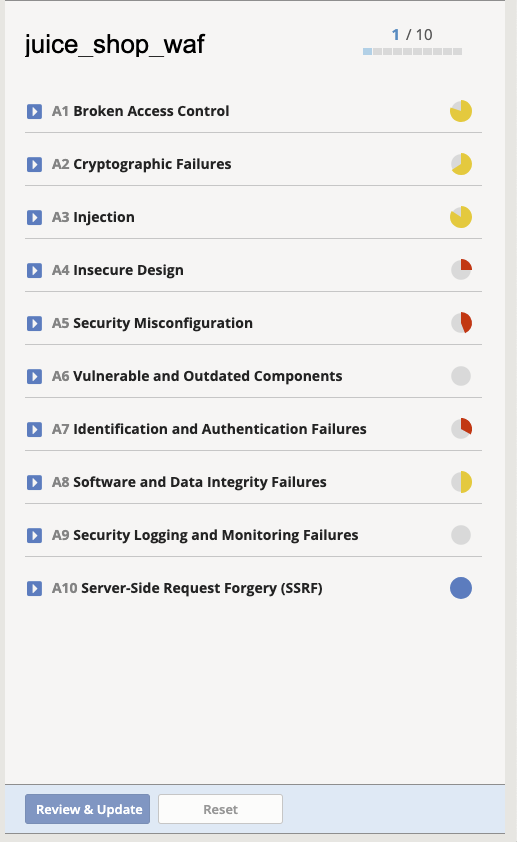 juice_shop_waf
1 / 10
A1 Broken Access Control
A2 Cryptographic Failures
A3 Injection
A4 Insecure Design
A5 Security Misconfiguration
A6 Vulnerable and Outdated Components
A7 Identification and Authentication Failures
A8 Software and Data Integrity Failures
A9 Security Logging and Monitoring Failures
A10 Server-Side Request Forgery (SSRF)
Review & Update
Reset